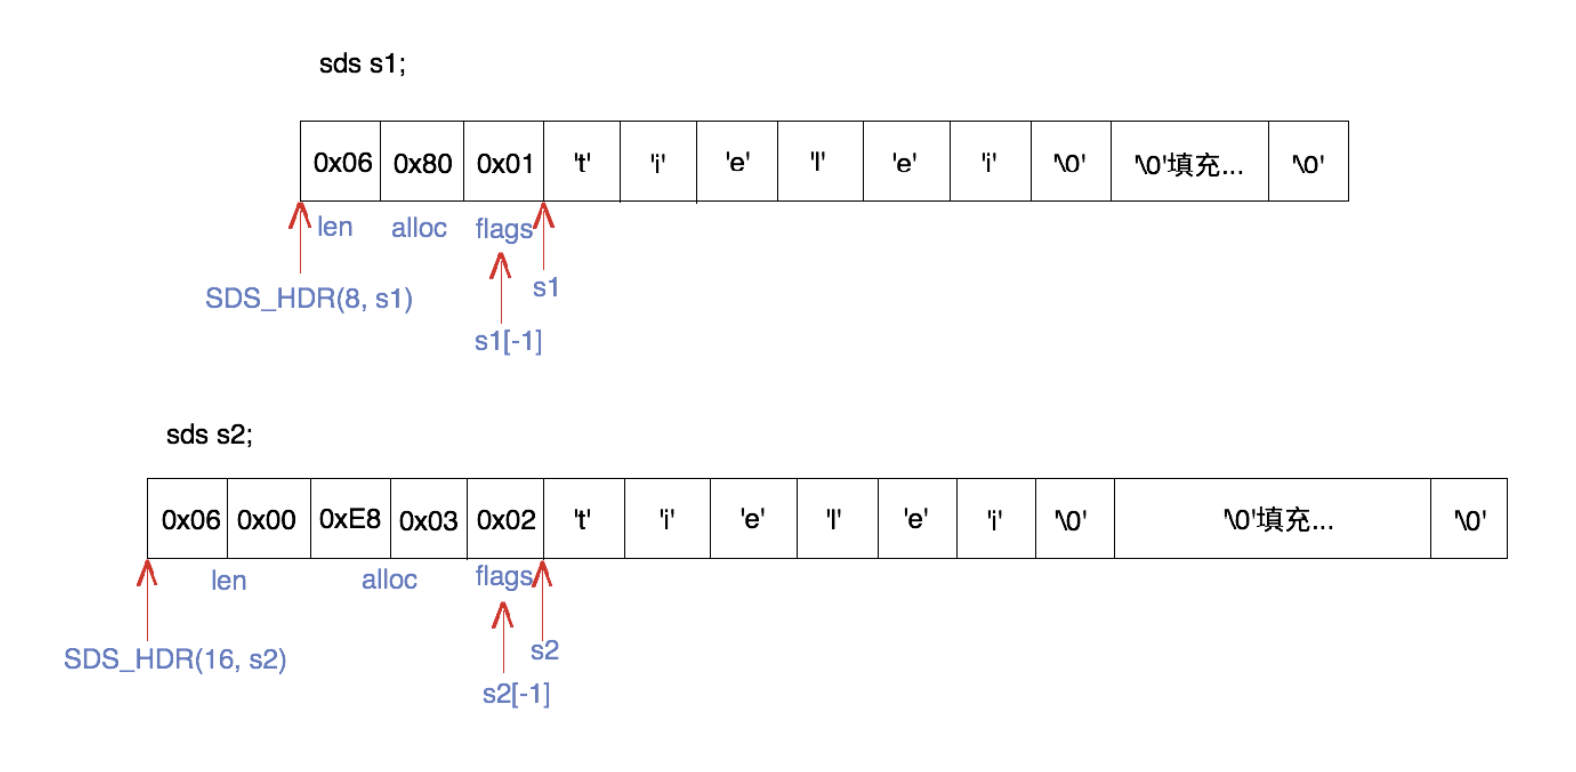 sds s1;
0x06 0x80 0x01 't' 'i' 'e' 'l' 'e' 'i' '\0' '\0'填充... '\0'
len alloc flags
SDS_HDR(8, s1) s1
s1[-1]
sds s2;
0x06 0x00 0xE8 0x03 0x02 't' 'i' 'e' 'l' 'e' 'i' '\0' '\0'填充... '\0'
len alloc flags
SDS_HDR(16, s2) s2
s2[-1]